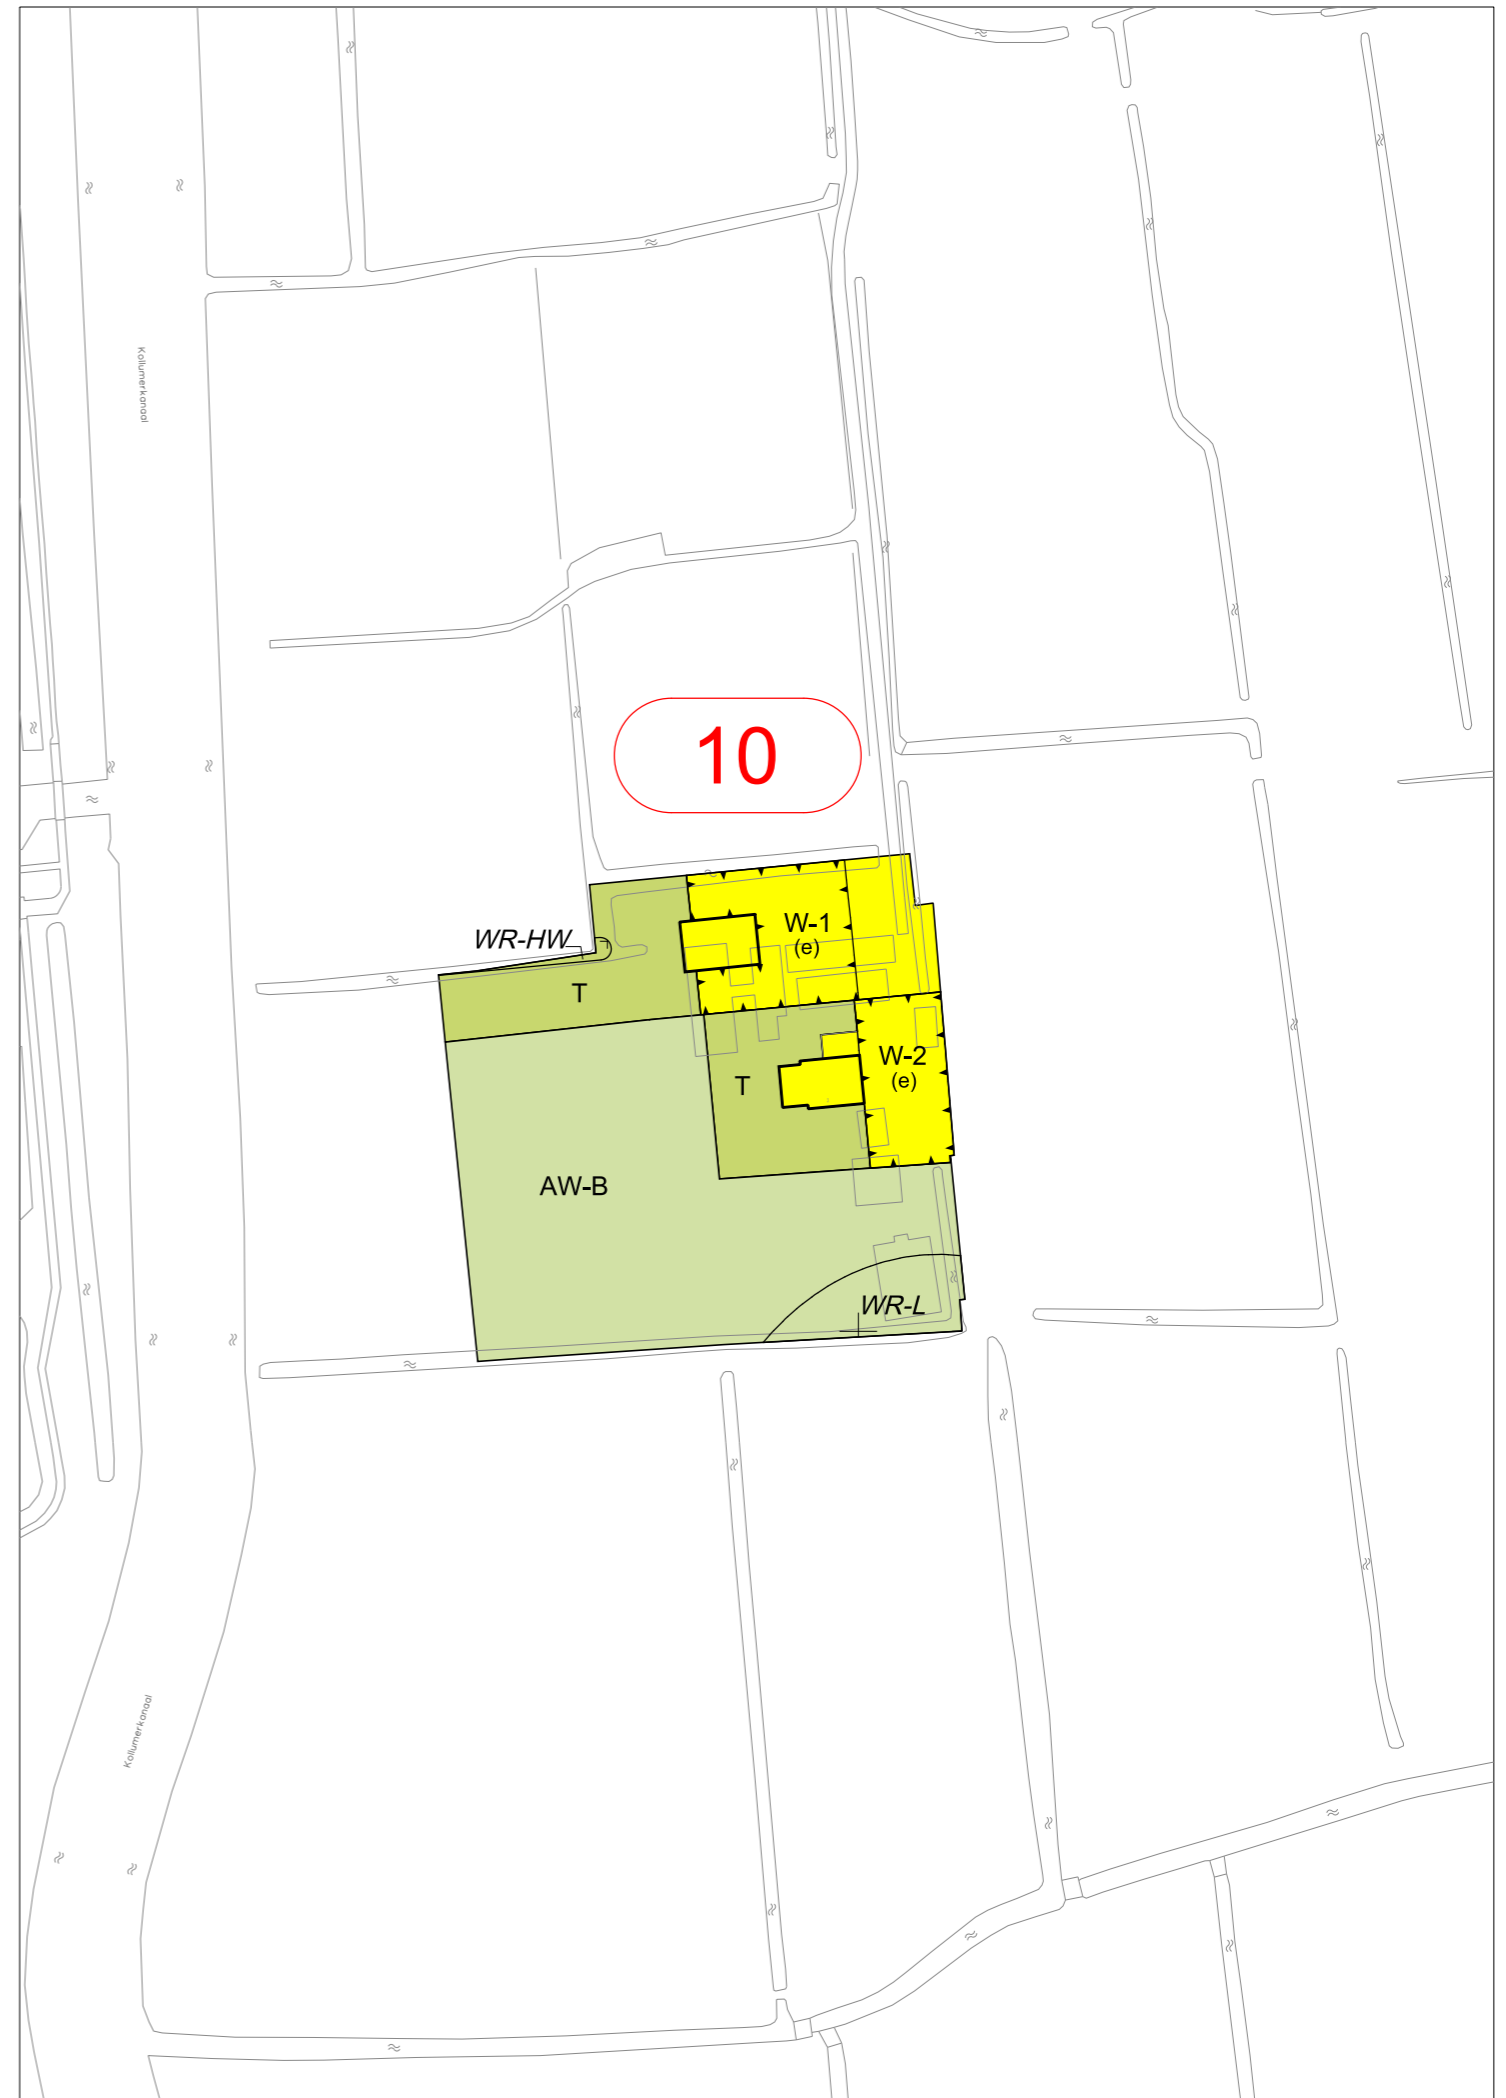 Kollumerkanaal
10
W-1
(e)
WR-HW
T
W-2
(e)
T
AW-B
WR-L
Kollumerkanaal